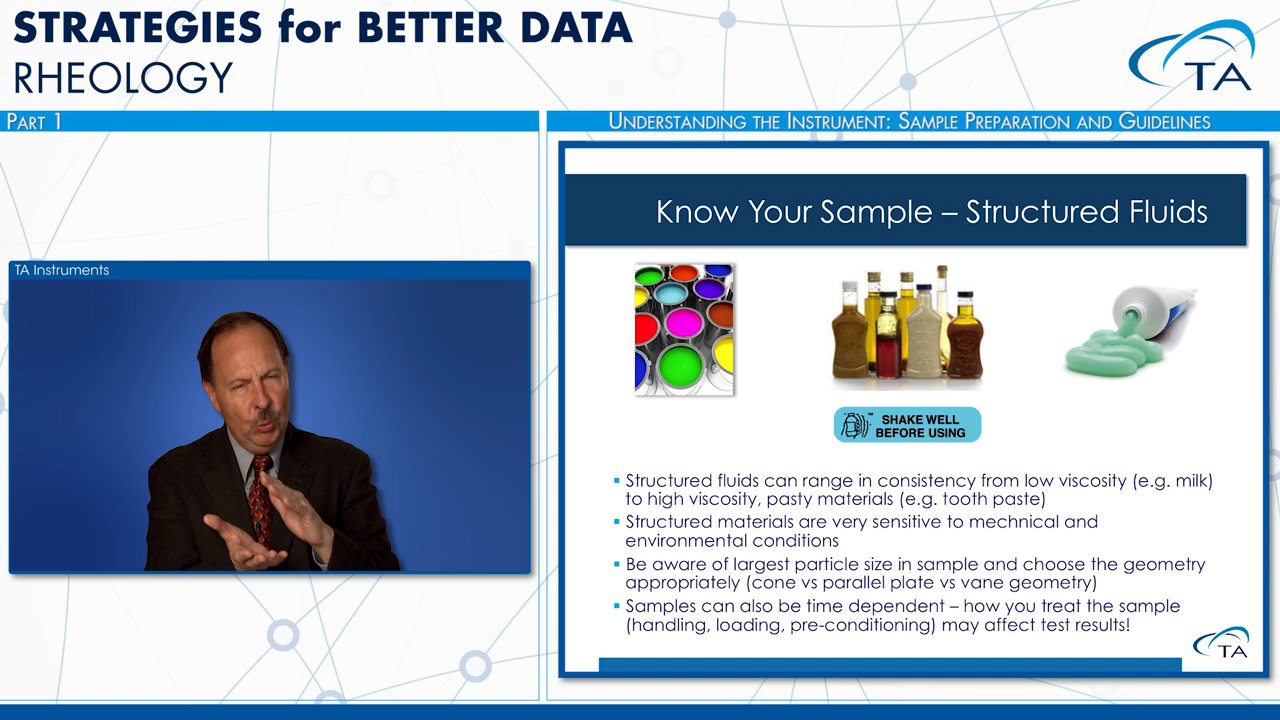 STRATEGIES for BETTER DATA
RHEOLOGY
TA
PART 1
UNDERSTANDING THE INSTRUMENT: SAMPLE PREPARATION AND GUIDELINES
TA Instruments
Know Your Sample – Structured Fluids
™
SHAKE WELL
BEFORE USING
▪ Structured fluids can range in consistency from low viscosity (e.g. milk)
to high viscosity, pasty materials (e.g. tooth paste)
▪ Structured materials are very sensitive to mechnical and
environmental conditions
▪ Be aware of largest particle size in sample and choose the geometry
appropriately (cone vs parallel plate vs vane geometry)
▪ Samples can also be time dependent – how you treat the sample
(handling, loading, pre-conditioning) may affect test results!
TA